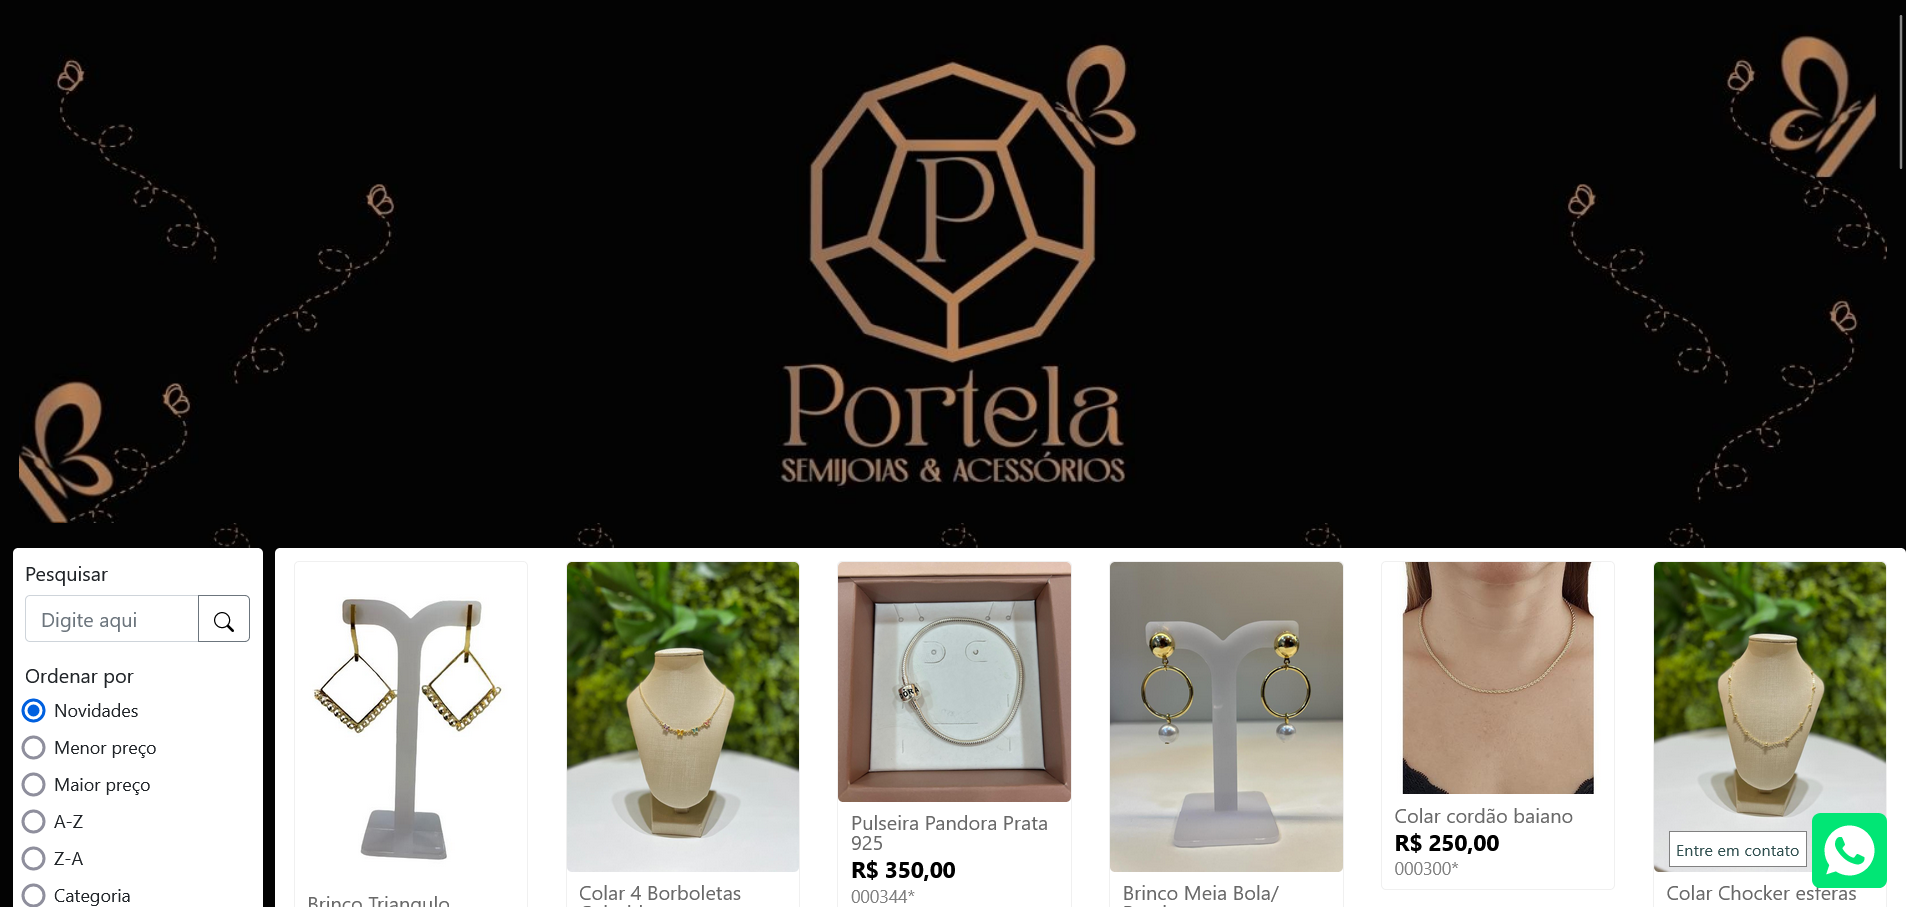 P
Portela
SEMIJOIAS & ACESSÓRIOS
Pesquisar
Digite aqui
Ordenar por
Novidades
Menor preço
Maior preço
A-Z
Z-A
Categoria
Brinco Triangulo
Colar 4 Borboletas
Pulseira Pandora Prata
925
R$ 350,00
000344*
Brinco Meia Bola/
Colar cordão baiano
R$ 250,00
000300*
Entre em contato
Colar Chocker esferas